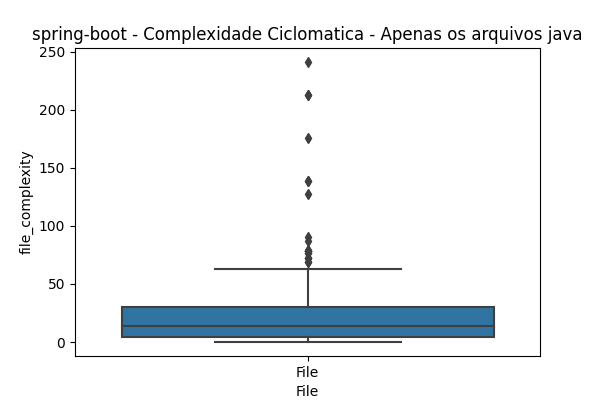 spring-boot - Complexidade Ciclomatica - Apenas os arquivos java
250
200
150
100
50
0
file_complexity
File
File